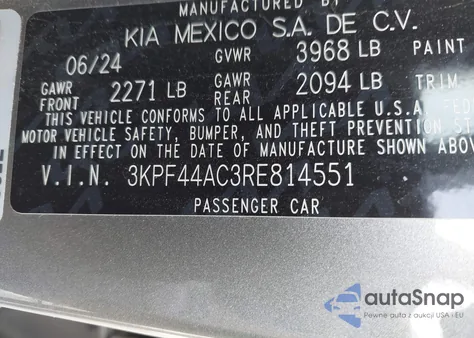 MANUFACTURED BY
KIA MEXICO S.A. DE C.V.
06/24 GVWR 3968 LB PAINT
GAWR FRONT 2271 LB GAWR REAR 2094 LB TRIM
THIS VEHICLE CONFORMS TO ALL APPLICABLE U.S.A
MOTOR VEHICLE SAFETY, BUMPER, AND THEFT PREVENTION
IN EFFECT ON THE DATE OF MANUFACTURE SHOWN ABOVE.
V.I.N. 3KPF44AC3RE814551
PASSENGER CAR
autoSnap
Pewne auta z USA i EU